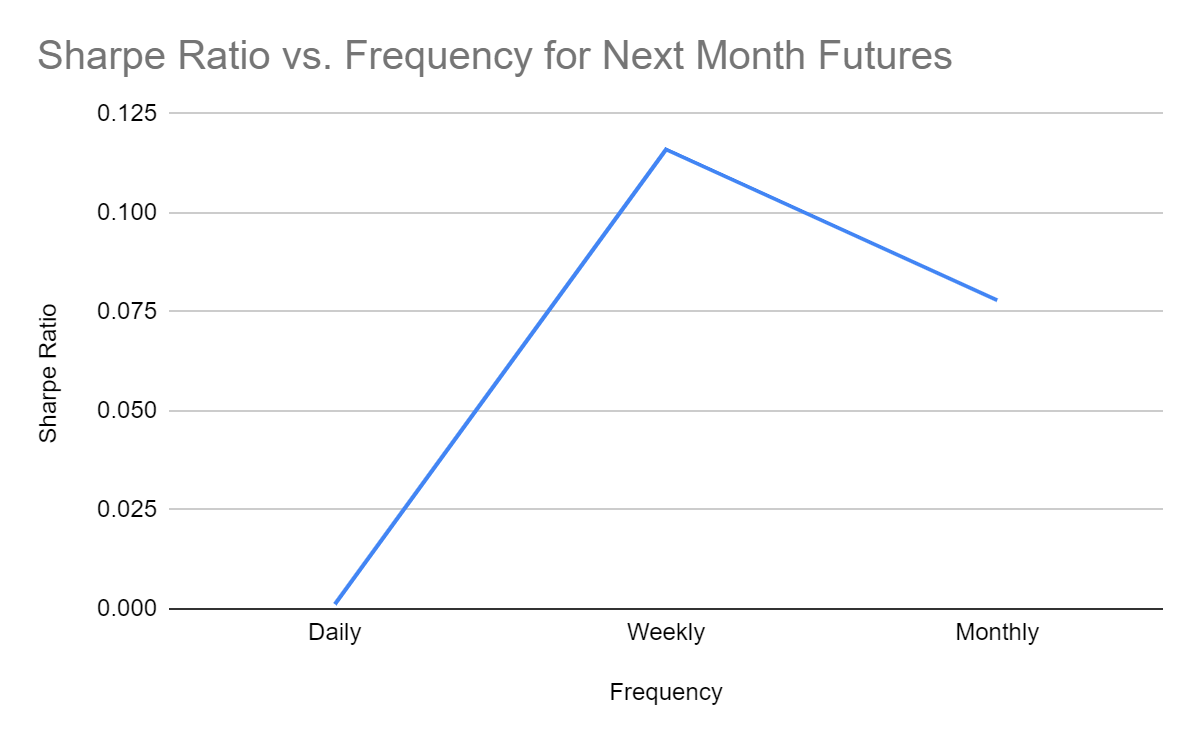 Sharpe Ratio vs. Frequency for Next Month Futures
0.125
0.100
0.075
0.050
0.025
0.000
Sharpe Ratio
Daily Weekly Monthly
Frequency